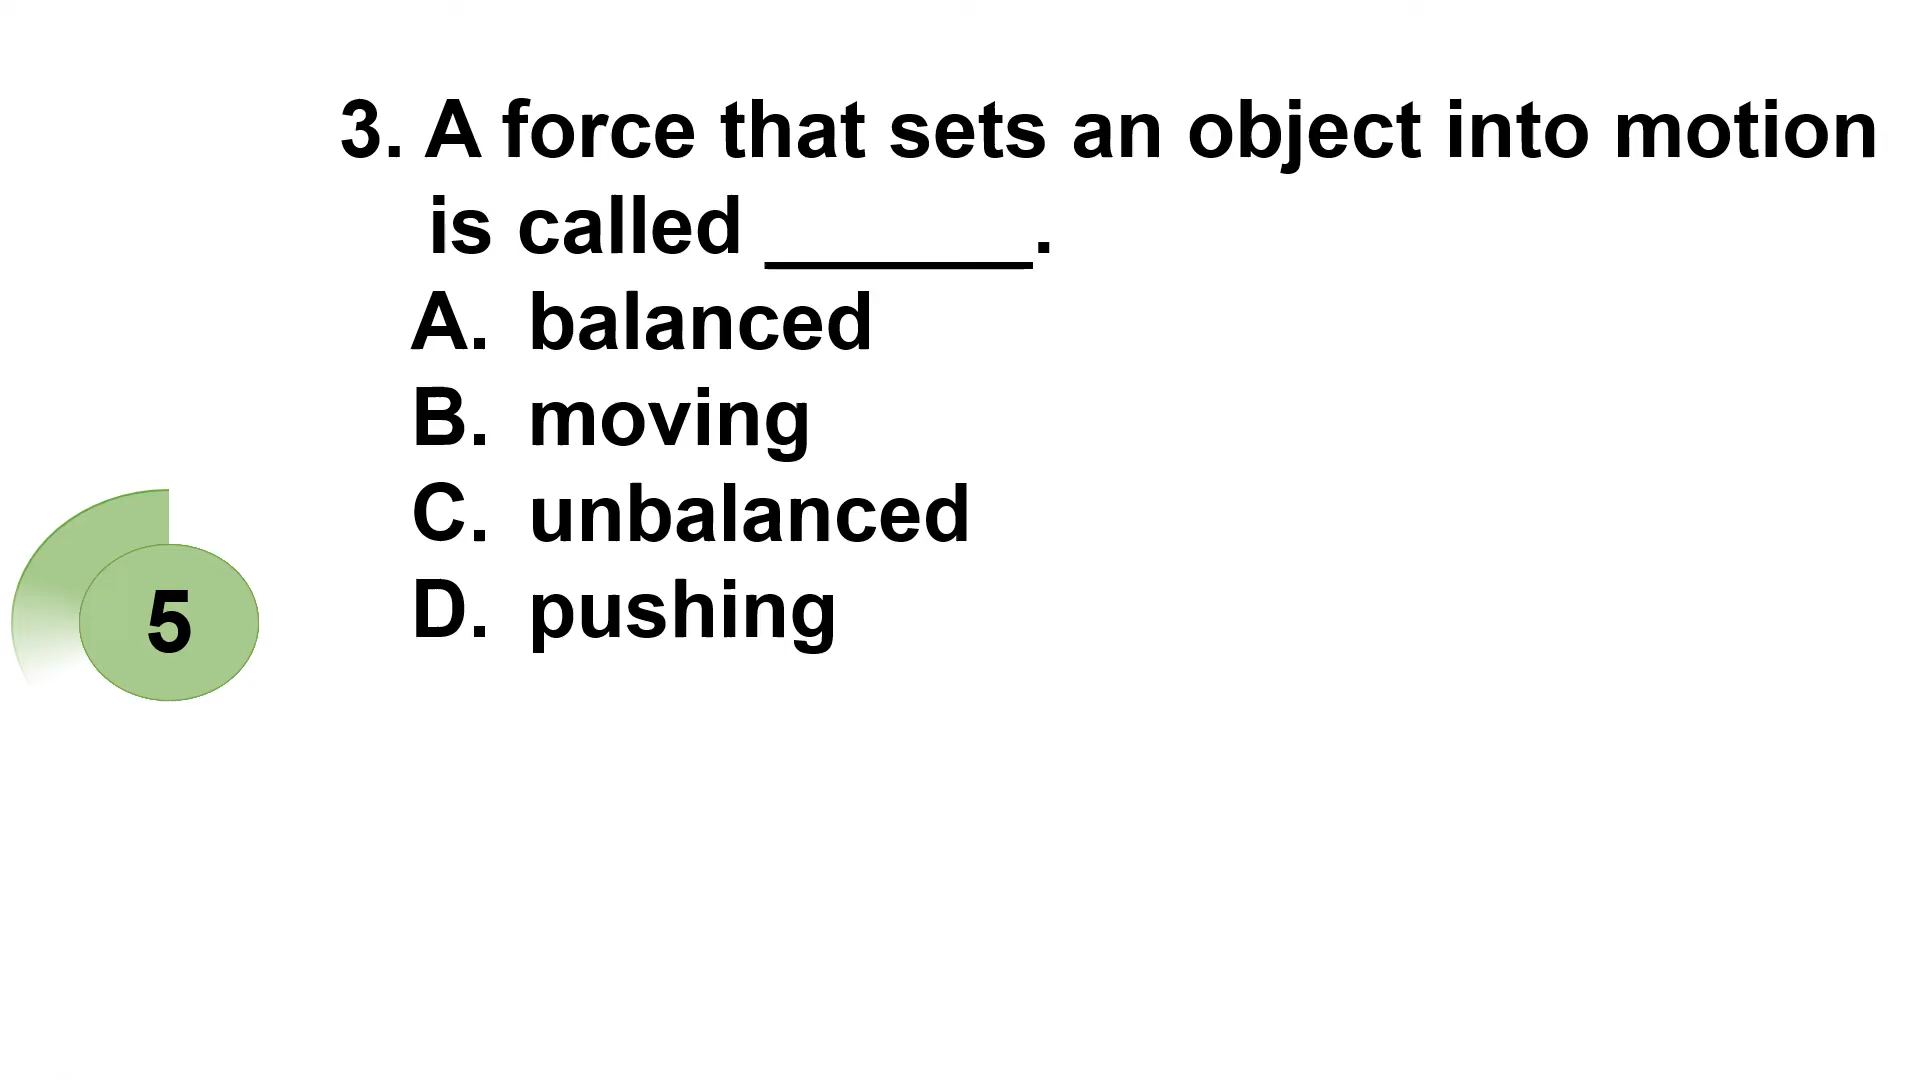 3. A force that sets an object into motion
is called _______.
A. balanced
B. moving
C. unbalanced
D. pushing
5